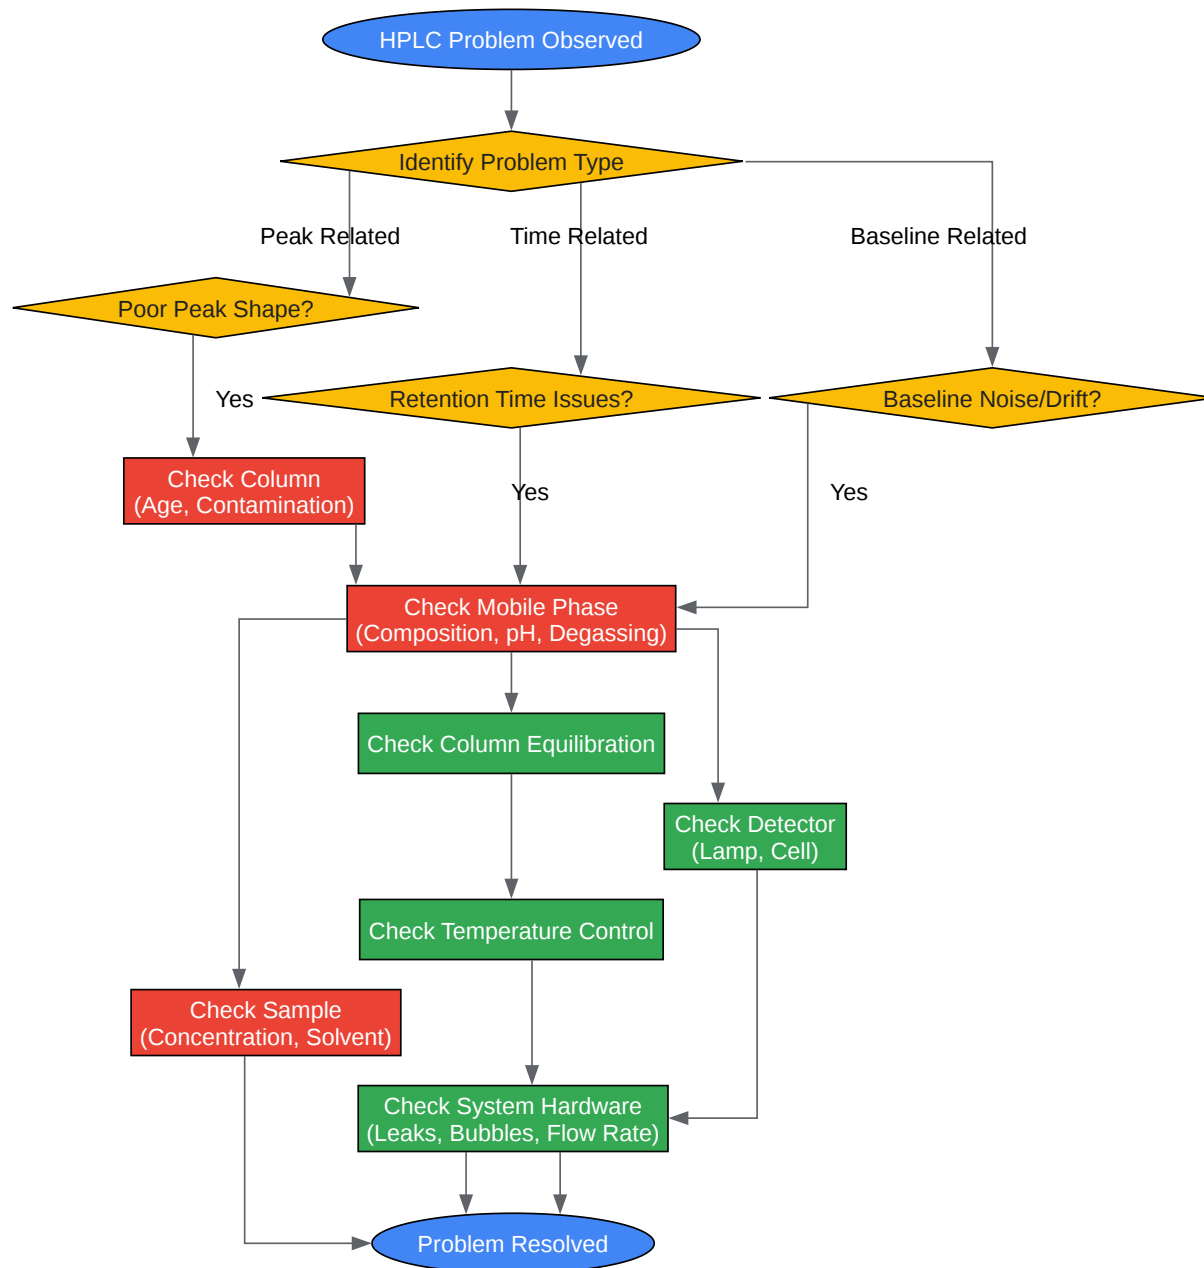 HPLC Problem Observed
Identify Problem Type
Peak Related
Time Related
Baseline Related
Poor Peak Shape?
Yes
Retention Time Issues?
Baseline Noise/Drift?
Check Column
(Age, Contamination)
Yes
Yes
Check Mobile Phase
(Composition, pH, Degassing)
Check Column Equilibration
Check Detector
(Lamp, Cell)
Check Temperature Control
Check Sample
(Concentration, Solvent)
Check System Hardware
(Leaks, Bubbles, Flow Rate)
Problem Resolved